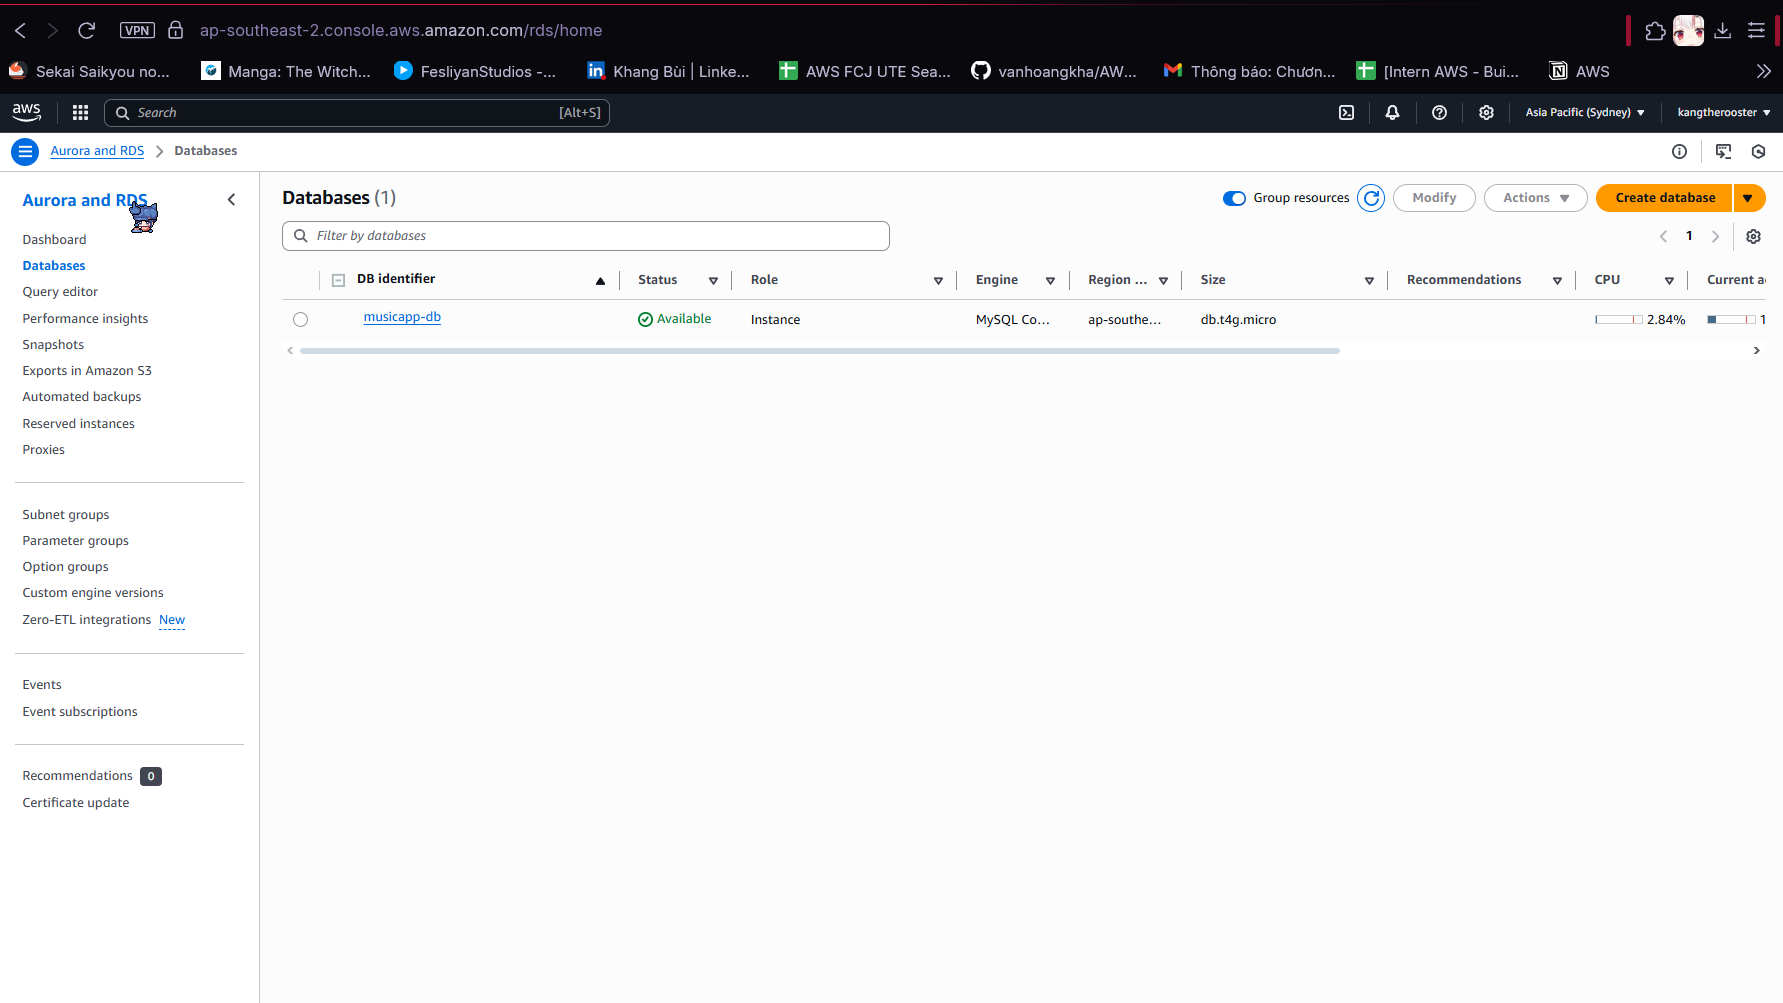 VPN
ap-southeast-2.console.aws.amazon.com/rds/home
Sekai Saikyou no...
Manga: The Witch...
FesliyanStudios -...
Khang Bùi | Linke...
AWS FCJ UTE Sea...
vanhoangkha/AW...
Thông báo: Chươn...
[Intern AWS - Bui...
AWS
aws
Search
[Alt+S]
Asia Pacific (Sydney)
kangtherooster
Aurora and RDS
Databases
Aurora and RDS
Dashboard
Databases
Query editor
Performance insights
Snapshots
Exports in Amazon S3
Automated backups
Reserved instances
Proxies
Subnet groups
Parameter groups
Option groups
Custom engine versions
Zero-ETL integrations New
Events
Event subscriptions
Recommendations 0
Certificate update
Databases (1)
Group resources
Modify
Actions
Create database
Filter by databases
1
DB identifier
Status
Role
Engine
Region ...
Size
Recommendations
CPU
Current a
musicapp-db
Available
Instance
MySQL Co...
ap-southe...
db.t4g.micro
2.84%
1